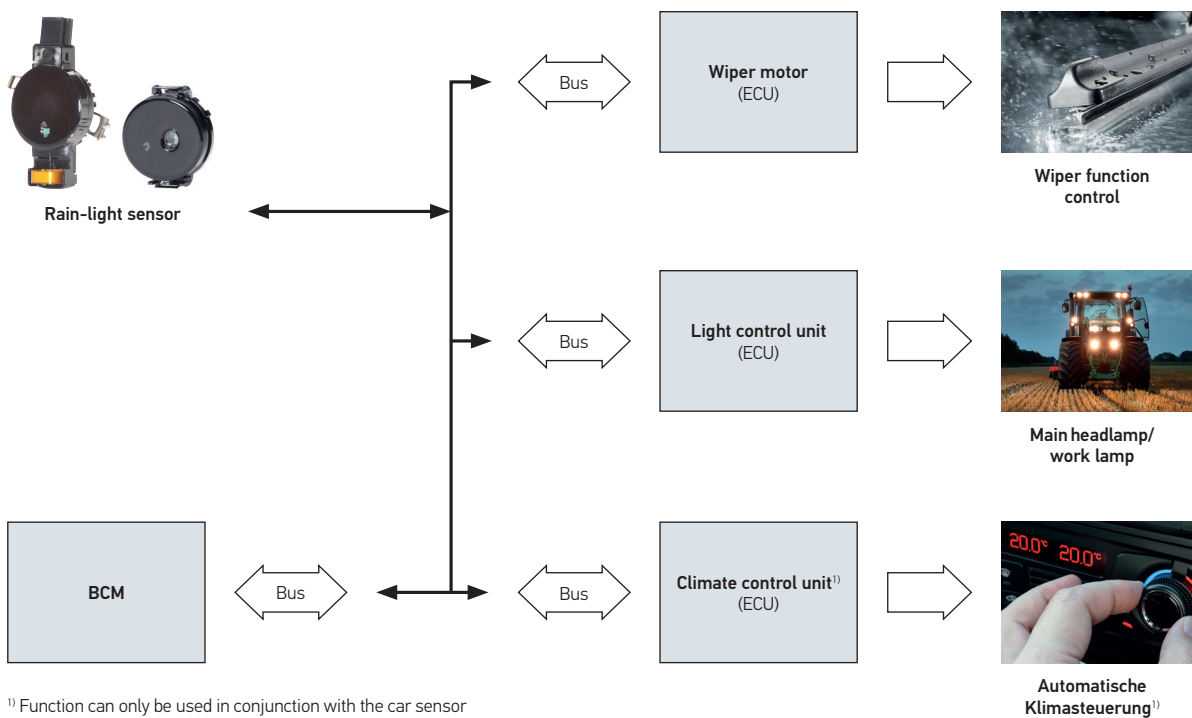 Bus
Wiper motor
(ECU)
Wiper function
control
Rain-light sensor
Bus
Light control unit
(ECU)
Main headlamp/
work lamp
BCM
Bus
Bus
Climate control unit¹⁾
(ECU)
20.0°c 20.0°c
Automatische
Klimasteuerung¹⁾
¹⁾ Function can only be used in conjunction with the car sensor